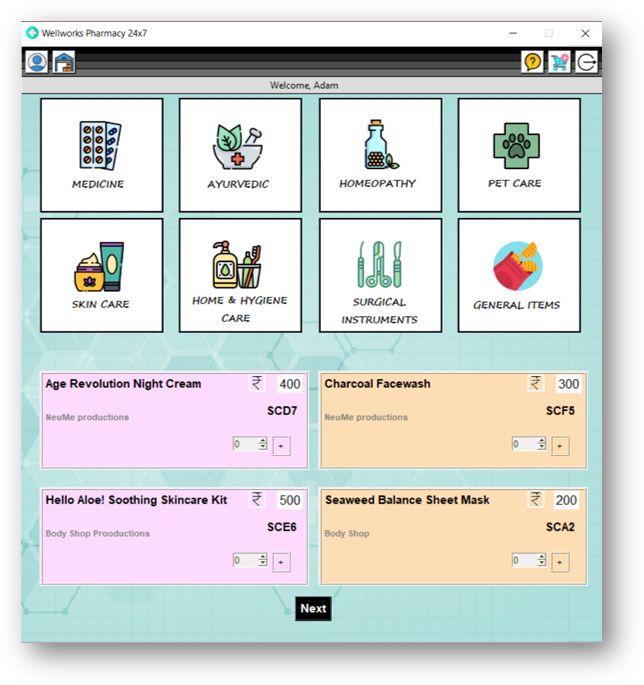 Wellworks Pharmacy 24x7
Welcome, Adam
MEDICINE
AYURVEDIC
HOMEOPATHY
PET CARE
SKIN CARE
HOME & HYGIENE
CARE
SURGICAL
INSTRUMENTS
GENERAL ITEMS
Age Revolution Night Cream ₹ 400
SCD7
NeuMe productions
0 +
Charcoal Facewash ₹ 300
SCF5
NeuMe productions
0 +
Hello Aloe! Soothing Skincare Kit ₹ 500
SCE6
Body Shop Prooductions
0 +
Seaweed Balance Sheet Mask ₹ 200
SCA2
Body Shop
0 +
Next